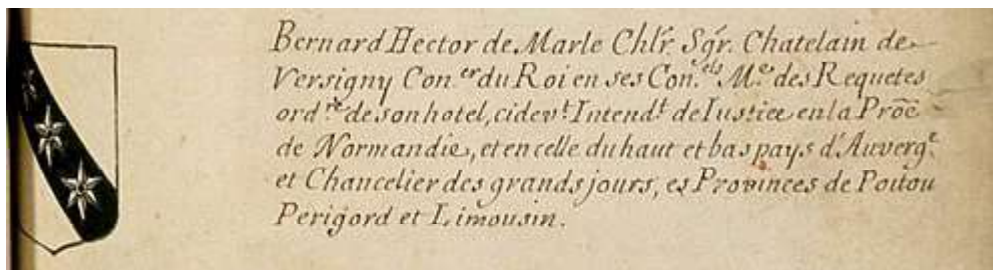 Bernard Hector de Marle Chlr. Sgr. Chatelain de
Versigny Con.er du Roi en ses Con.els M.e des Requetes
ord.re de son hotel, cidev.t Intend.t de Iustice en la Prõe
de Normandie, et en celle du haut et bas pays d'Auverg.e
et Chancelier des grands jours, es Provinces de Poitou
Perigord et Limousin.